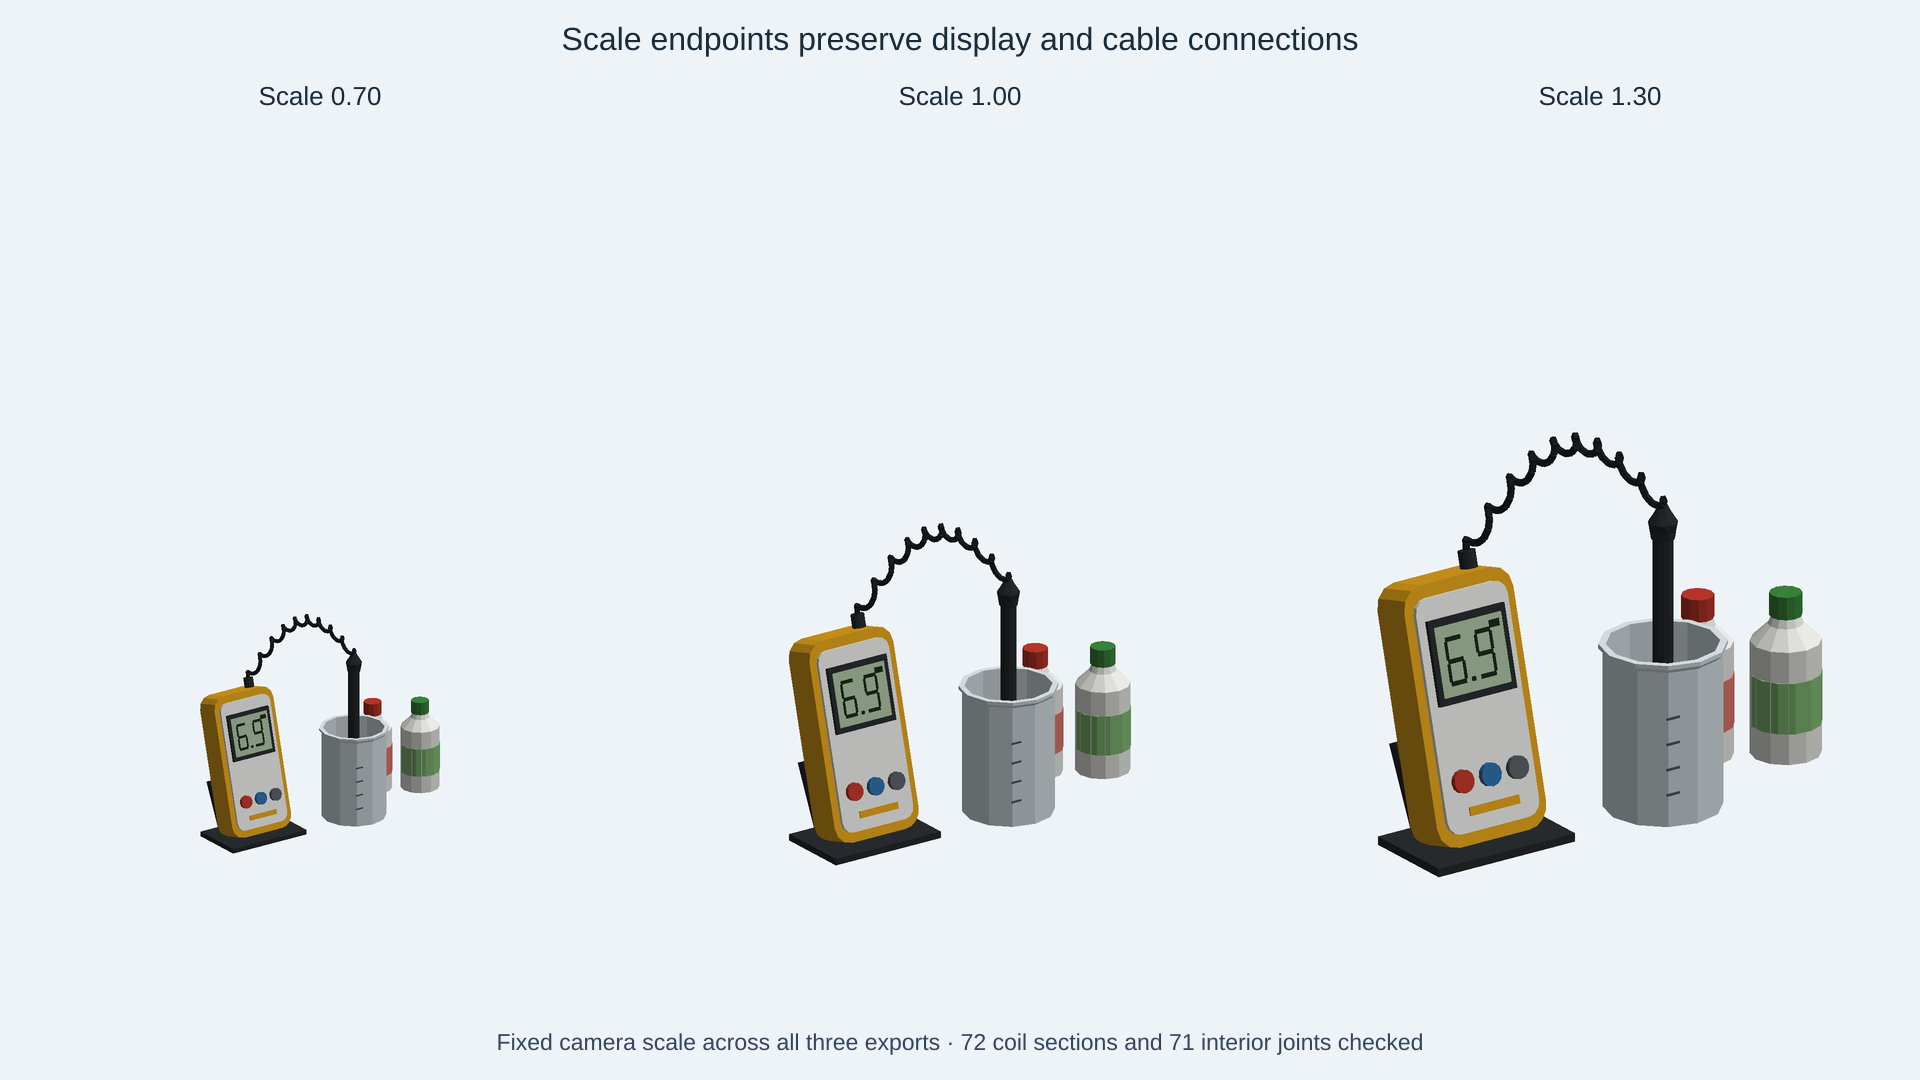 Scale endpoints preserve display and cable connections
Scale 0.70
Scale 1.00
Scale 1.30
6.9
6.9
6.9
Fixed camera scale across all three exports · 72 coil sections and 71 interior joints checked